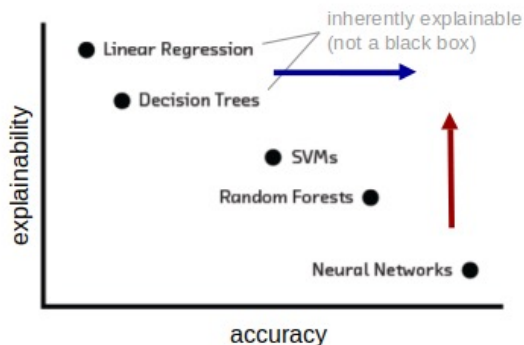 inherently explainable
(not a black box)
Linear Regression
Decision Trees
SVMs
Random Forests
Neural Networks
explainability
accuracy